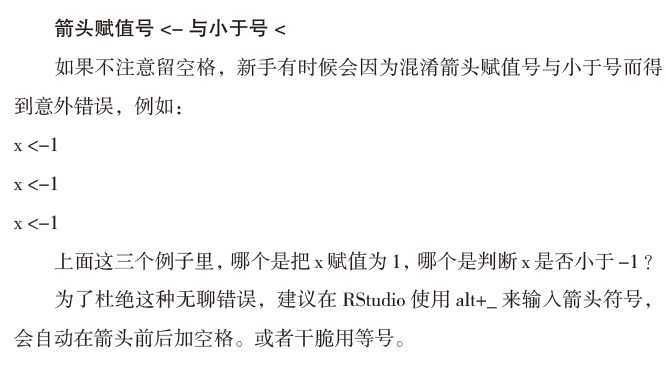 箭头赋值号 <- 与小于号 <
如果不注意留空格，新手有时候会因为混淆箭头赋值号与小于号而得
到意外错误，例如：
x <-1
x <-1
x <-1
上面这三个例子里，哪个是把 x 赋值为 1，哪个是判断 x 是否小于 -1？
为了杜绝这种无聊错误，建议在 RStudio 使用 alt+_ 来输入箭头符号，
会自动在箭头前后加空格。或者干脆用等号。